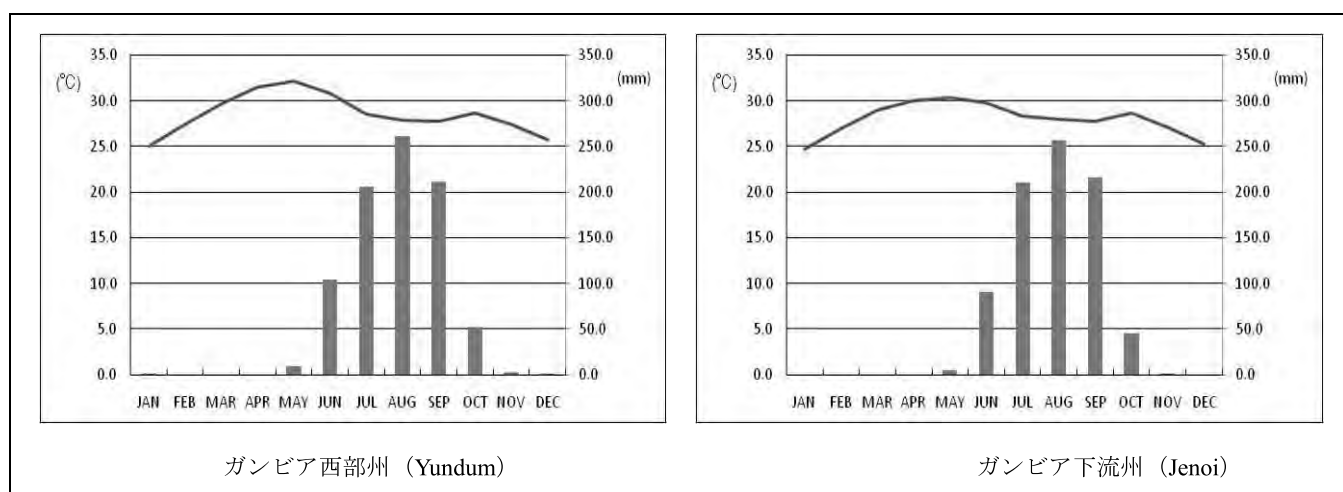 35.0 350.0
(℃) (mm)
30.0 300.0
25.0 250.0
20.0 200.0
15.0 150.0
10.0 100.0
5.0 50.0
0.0 0.0
JAN FEB MAR APR MAY JUN JUL AUG SEP OCT NOV DEC
ガンビア西部州（Yundum）
35.0 350.0
(℃) (mm)
30.0 300.0
25.0 250.0
20.0 200.0
15.0 150.0
10.0 100.0
5.0 50.0
0.0 0.0
JAN FEB MAR APR MAY JUN JUL AUG SEP OCT NOV DEC
ガンビア下流州（Jenoi）